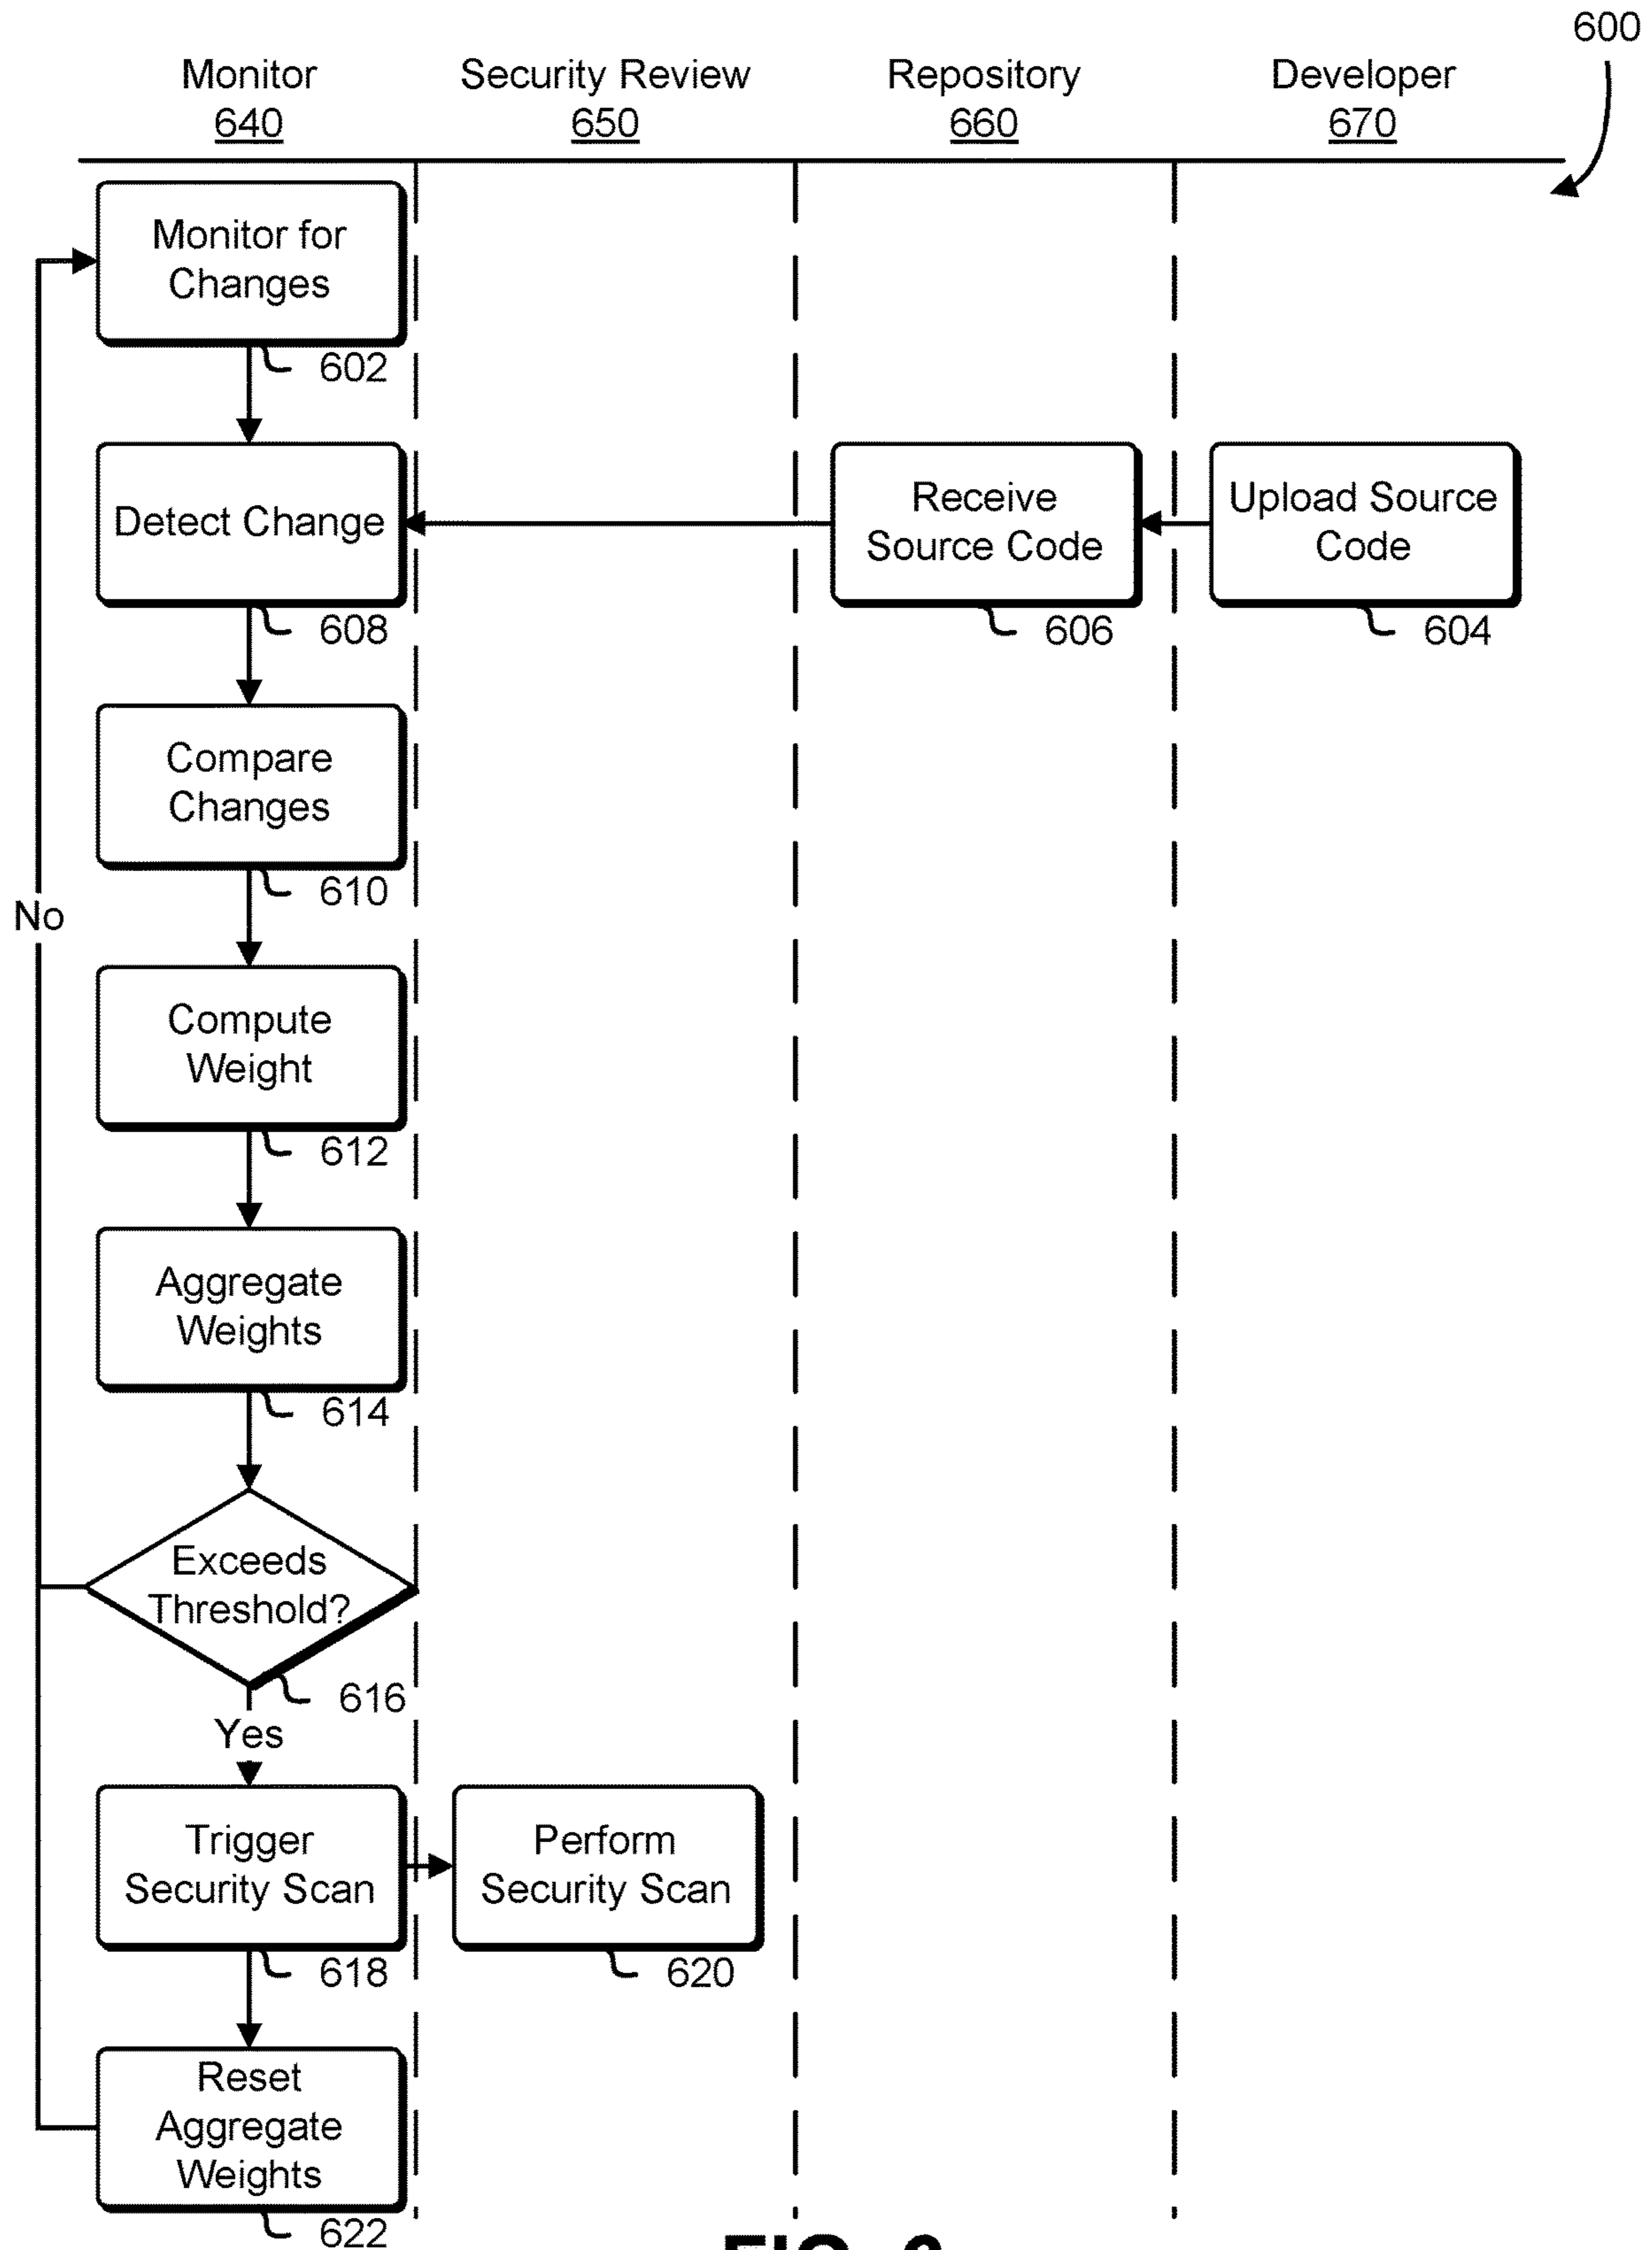 600
Monitor
640
Security Review
650
Repository
660
Developer
670
Monitor for
Changes
602
Detect Change
608
Receive
Source Code
606
Upload Source
Code
604
Compare
Changes
610
No
Compute
Weight
612
Aggregate
Weights
614
Exceeds
Threshold?
616
Yes
Trigger
Security Scan
618
Perform
Security Scan
620
Reset
Aggregate
Weights
622